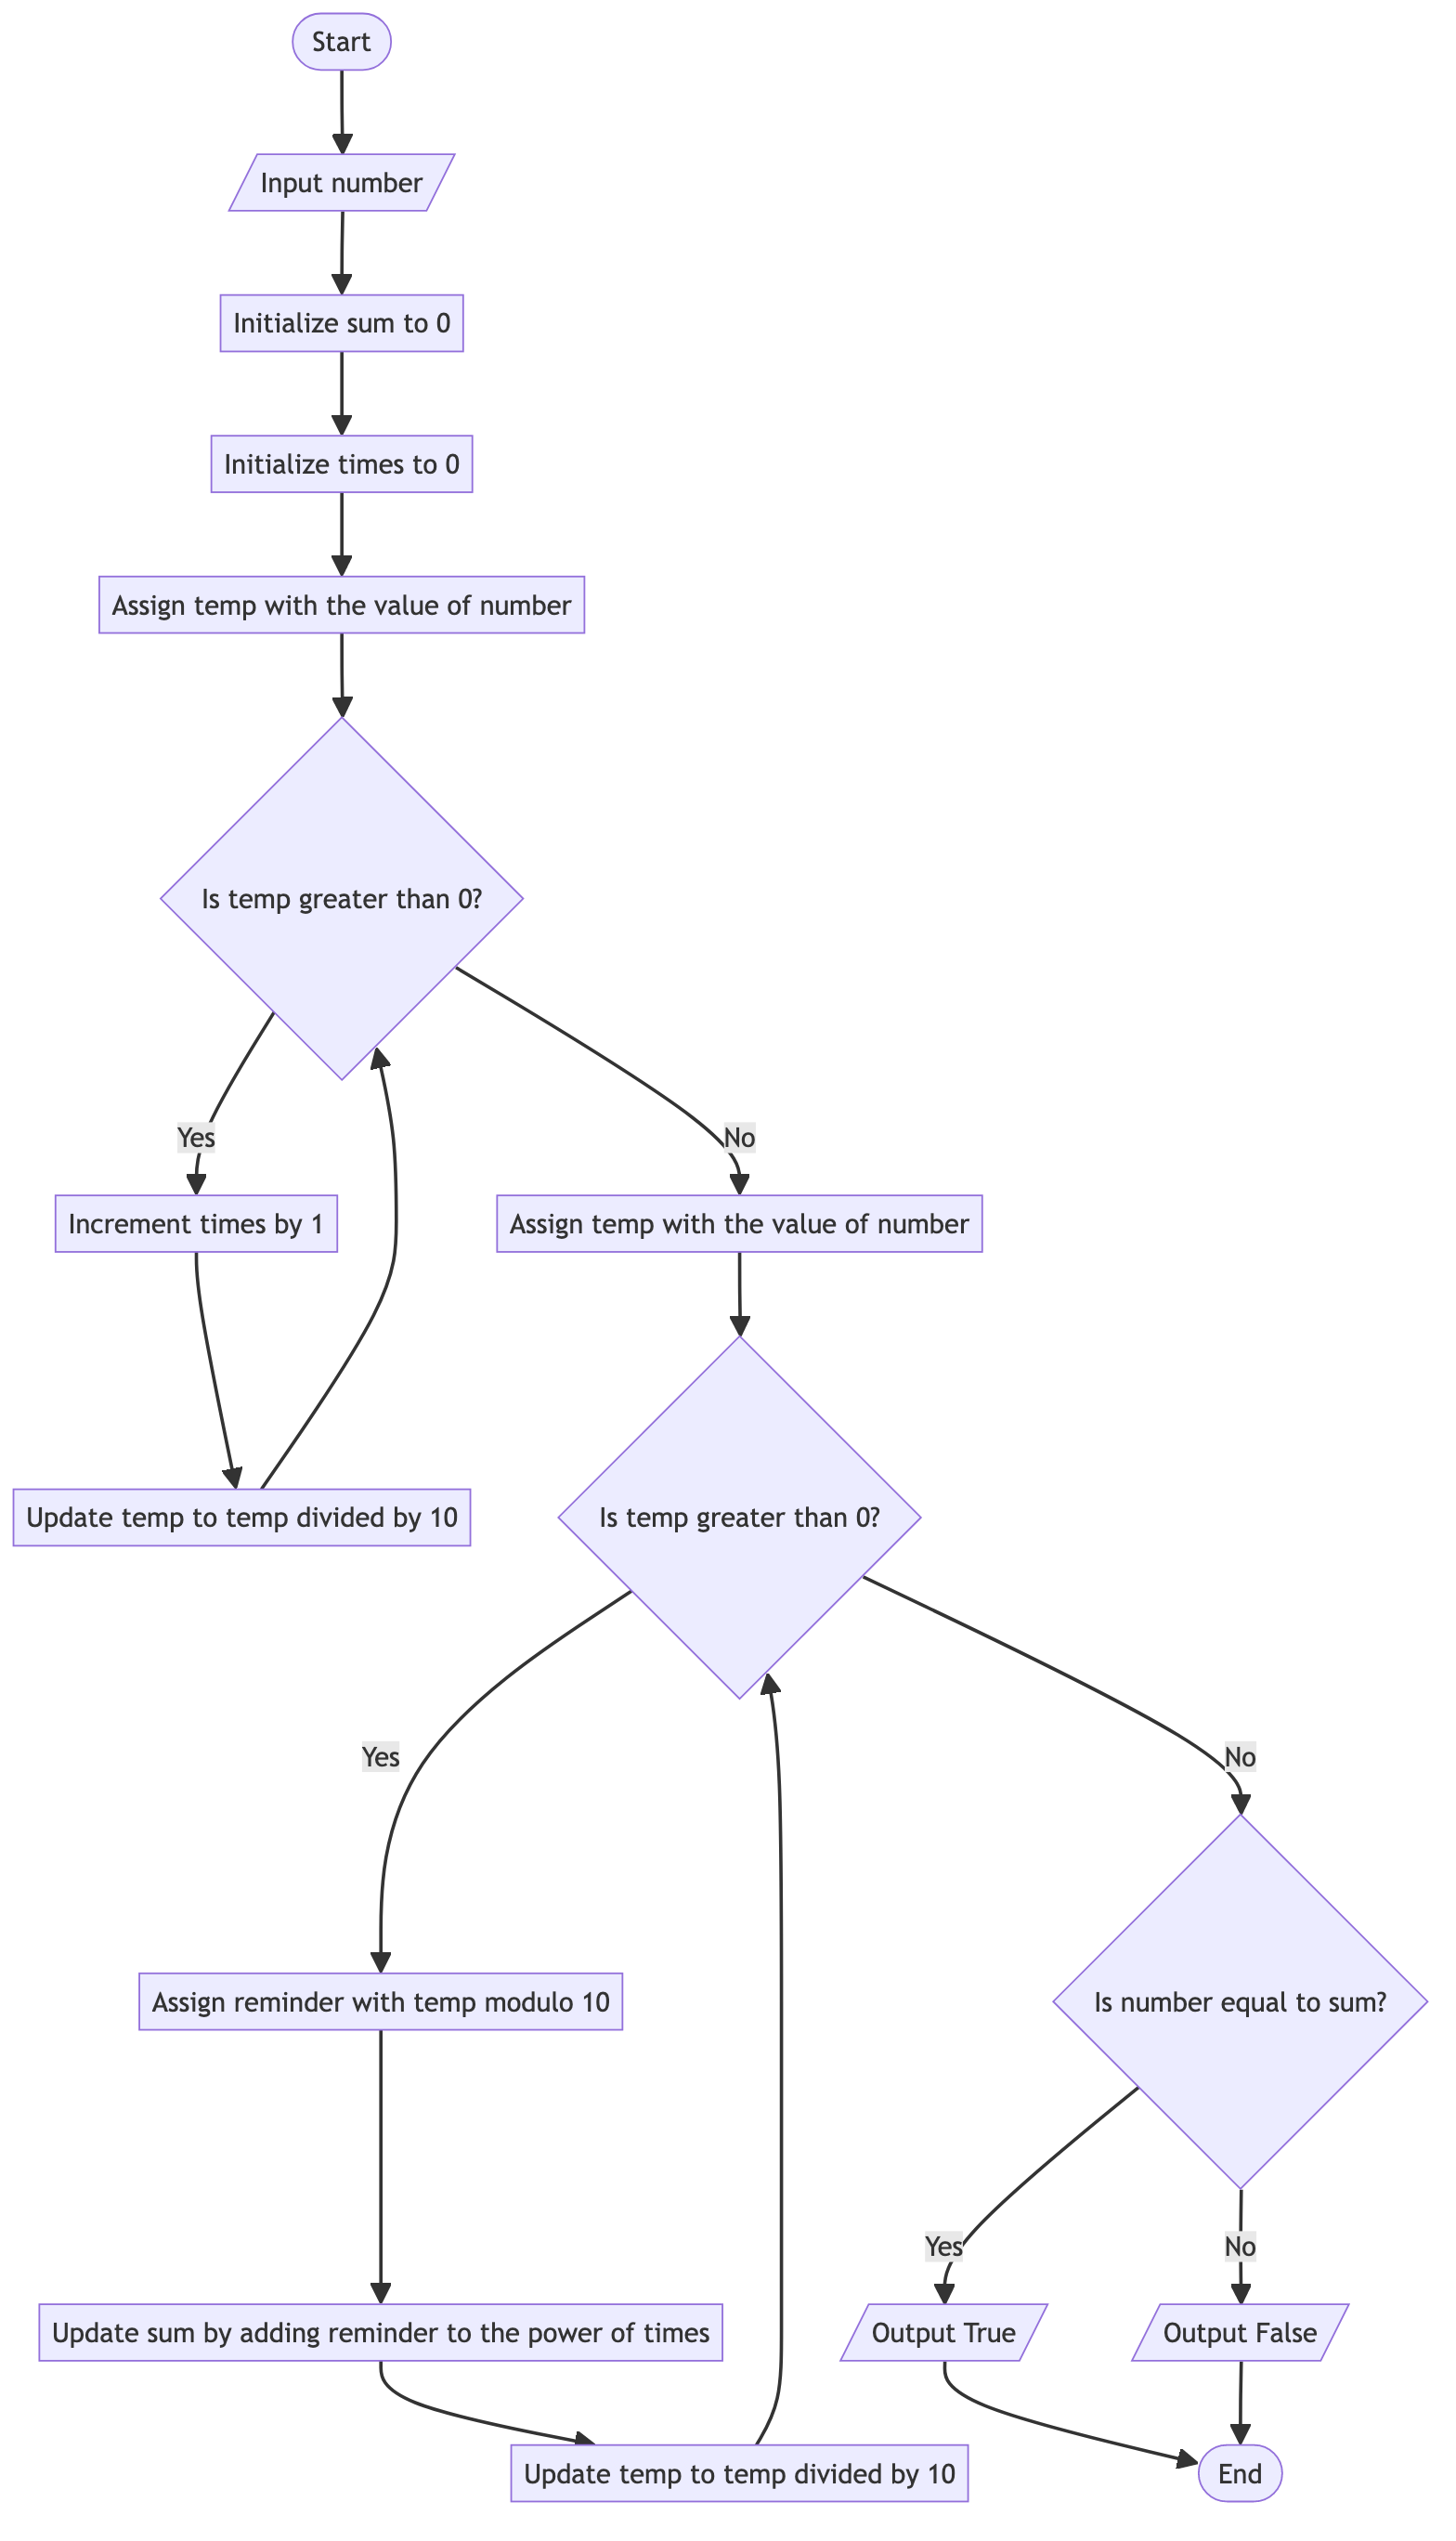 Start
Input number
Initialize sum to 0
Initialize times to 0
Assign temp with the value of number
Is temp greater than 0?
Yes
No
Increment times by 1
Assign temp with the value of number
Update temp to temp divided by 10
Is temp greater than 0?
Yes
No
Assign reminder with temp modulo 10
Is number equal to sum?
Yes
No
Update sum by adding reminder to the power of times
Output True
Output False
Update temp to temp divided by 10
End